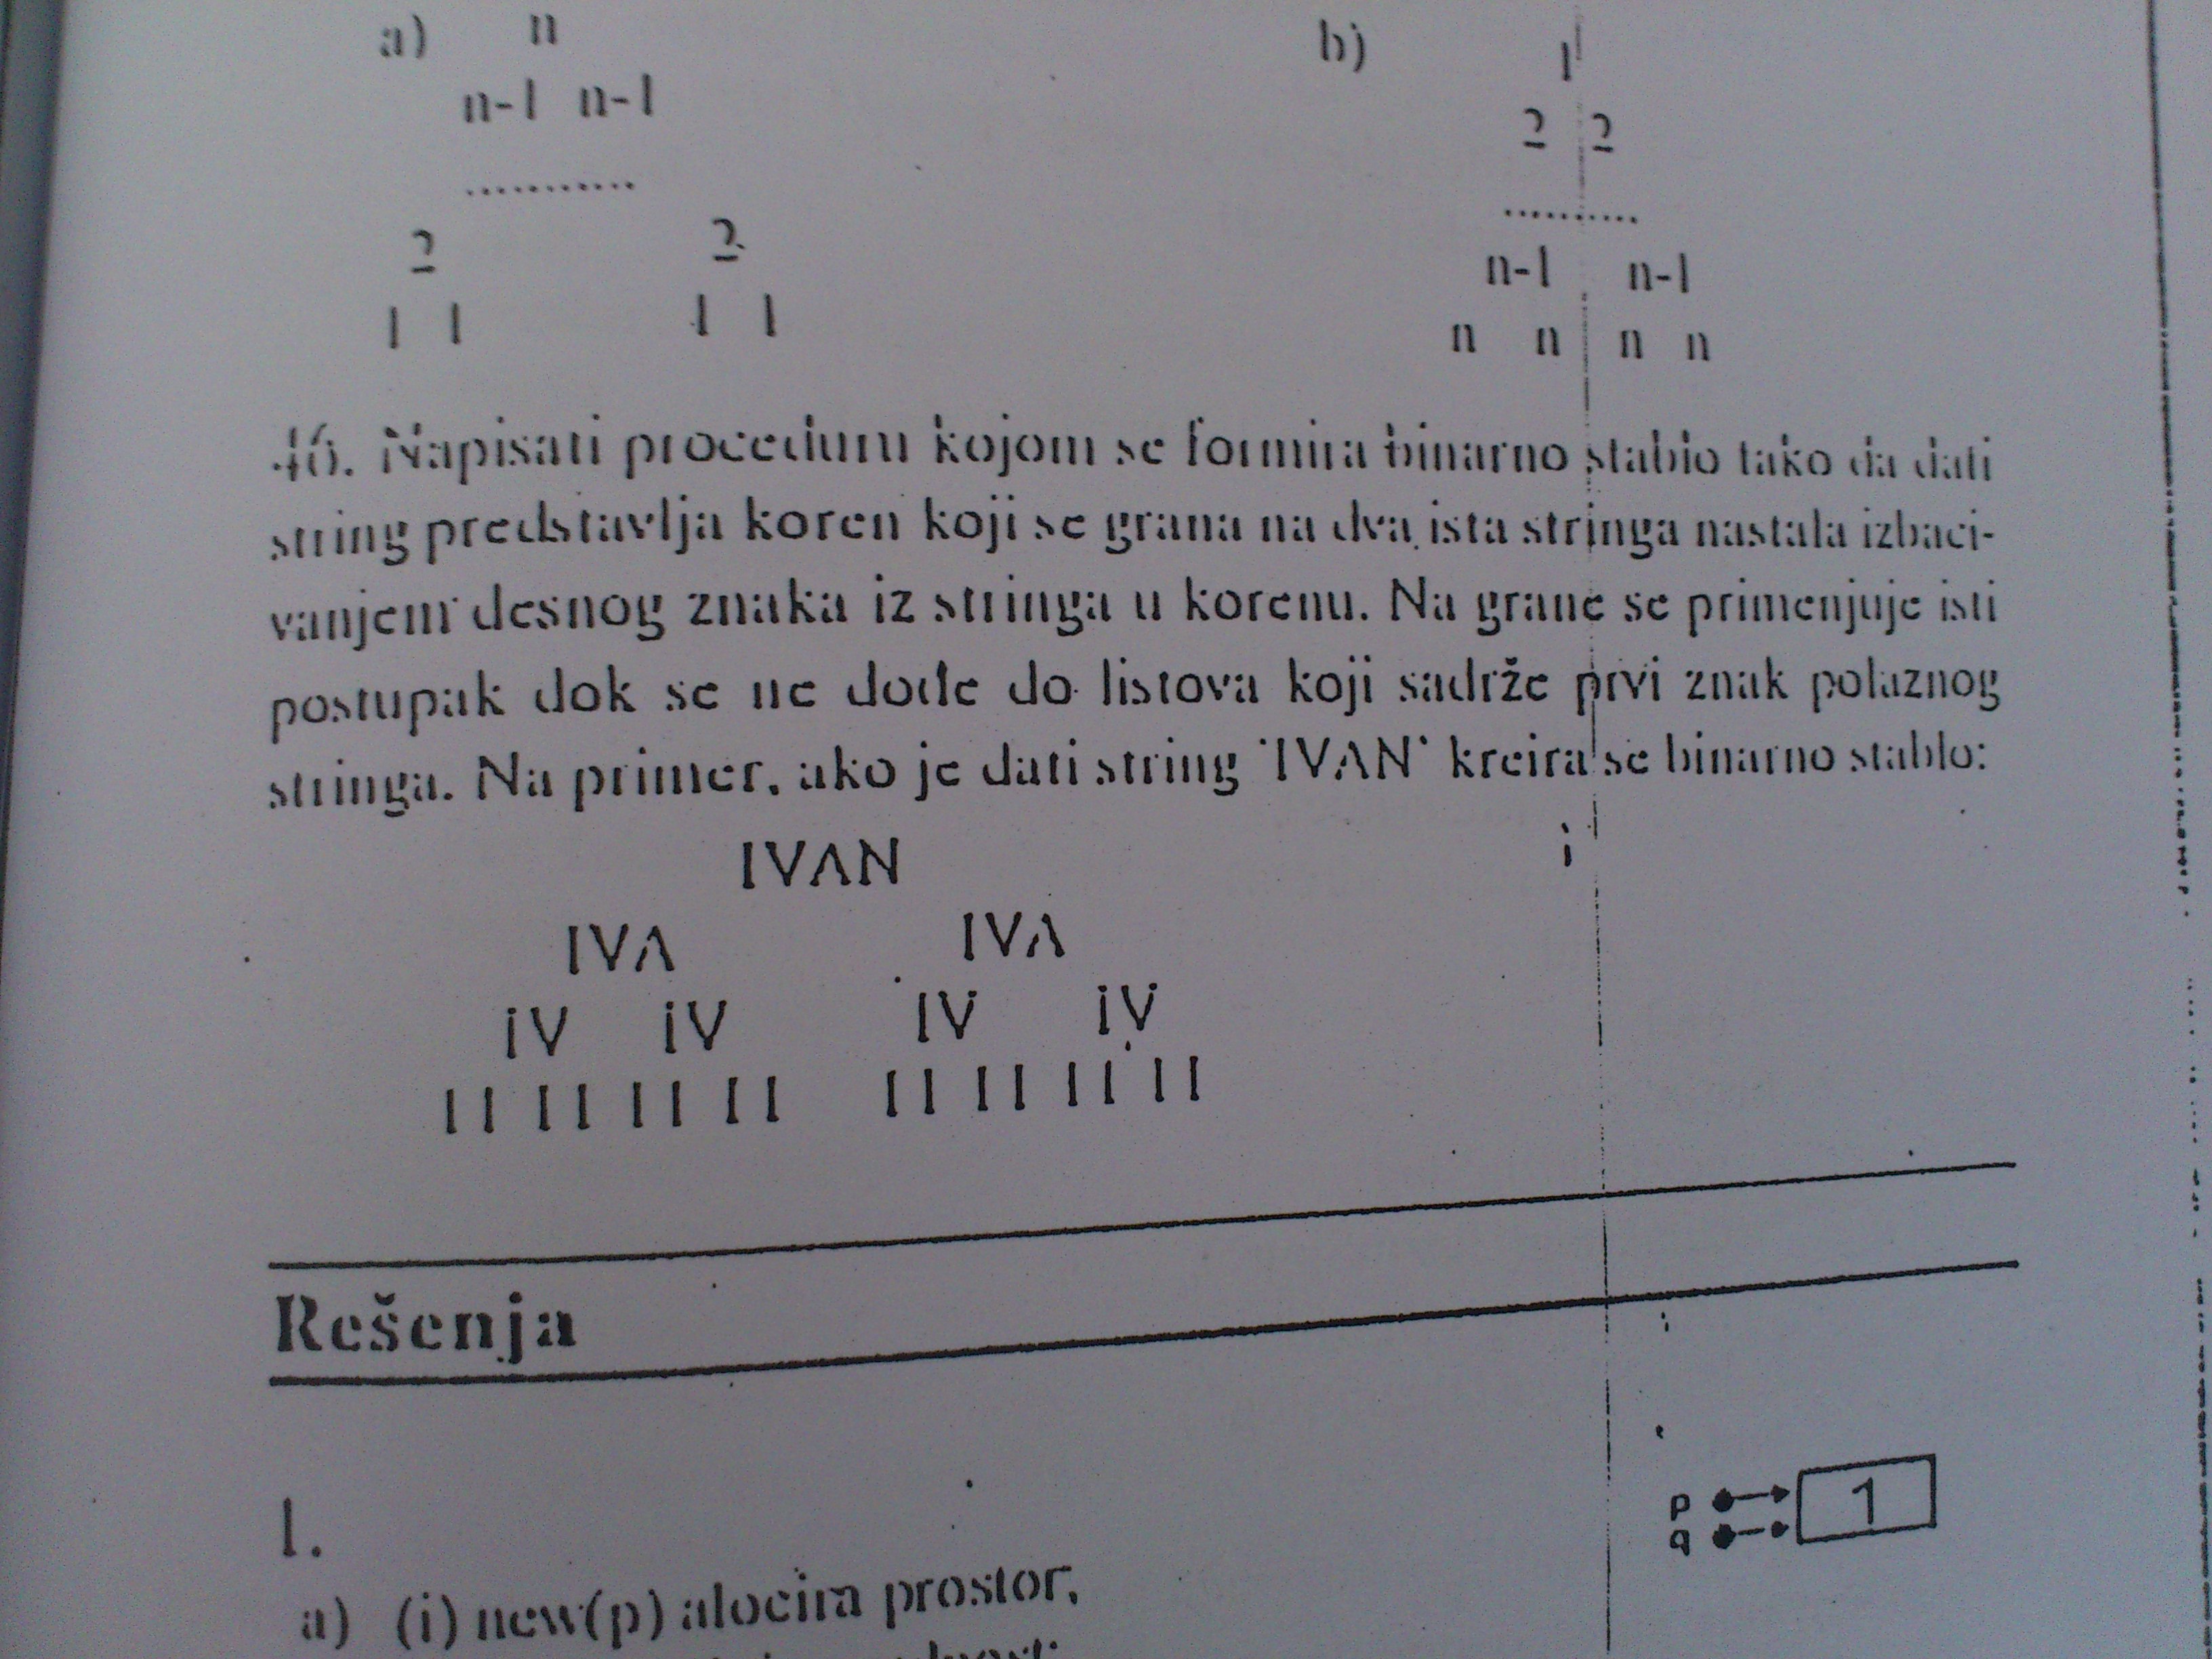 a) n b) 1
n-1 n-1 2 2
.......... ..........
2 2 n-1 n-1
1 1 1 1 n n n n
46. Napisati proceduru kojom se formira binarno stablo tako da dati
string predstavlja koren koji se grana na dva ista stringa nastala izbaci-
vanjem desnog znaka iz stringa u korenu. Na grane se primenjuje isti
postupak dok se ne dođe do listova koji sadrže prvi znak polaznog
stringa. Na primer, ako je dati string 'IVAN' kreira se binarno stablo:
IVAN
IVA IVA
IV IV IV IV
I I I I I I I I I I I I I I I I
Rešenja
1.
p
q 1
a) (i) new(p) alocira prostor,